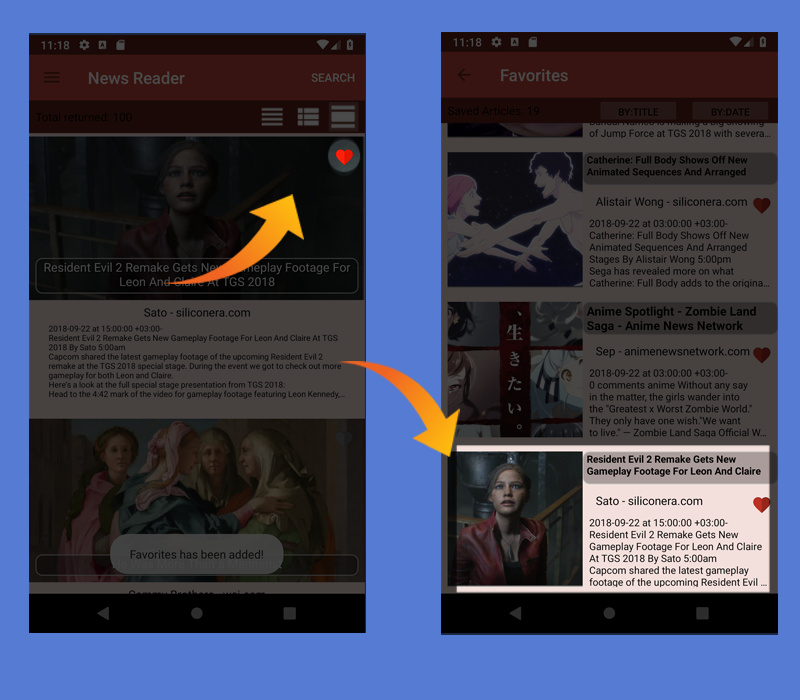 11:18
News Reader
SEARCH
Total returned: 100
Resident Evil 2 Remake Gets New Gameplay Footage For
Leon And Claire At TGS 2018
Sato - siliconera.com
2018-09-22 at 15:00:00 +03:00-
Resident Evil 2 Remake Gets New Gameplay Footage For Leon And Claire At TGS
2018 By Sato 5:00am
Capcom shared the latest gameplay footage of the upcoming Resident Evil 2
remake at the TGS 2018 special stage. During the event we got to check out more
gameplay for both Leon and Claire.
Here's a look at the full special stage presentation from TGS 2018:
Head to the 4:42 mark of the video for gameplay footage featuring Leon Kennedy,...
Favorites has been added!
11:18
Favorites
Saved Articles: 19
BY:TITLE
BY:DATE
of Jump Force at TGS 2018 with severa...
Catherine: Full Body Shows Off New
Animated Sequences And Arranged
Alistair Wong - siliconera.com
2018-09-22 at 03:00:00 +03:00-
Catherine: Full Body Shows Off New
Animated Sequences And Arranged
Stages By Alistair Wong 5:00pm
Sega has revealed more on what
Catherine: Full Body adds to the origina...
、生きたい。
Anime Spotlight - Zombie Land
Saga - Anime News Network
Sep - animenewsnetwork.com
2018-09-22 at 03:00:00 +03:00-
0 comments anime Without any say
in the matter, the girls wander into
the "Greatest x Worst Zombie World."
They only have one wish."We want
to live." — Zombie Land Saga Official W...
Resident Evil 2 Remake Gets New
Gameplay Footage For Leon And Claire
Sato - siliconera.com
2018-09-22 at 15:00:00 +03:00-
Resident Evil 2 Remake Gets New
Gameplay Footage For Leon And Claire
At TGS 2018 By Sato 5:00am
Capcom shared the latest gameplay
footage of the upcoming Resident Evil ...